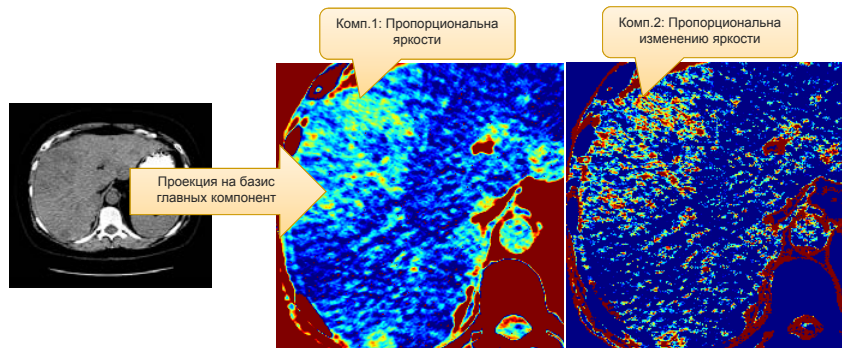 Комп.1: Пропорциональна
яркости
Комп.2: Пропорциональна
изменению яркости
Проекция на базис
главных компонент